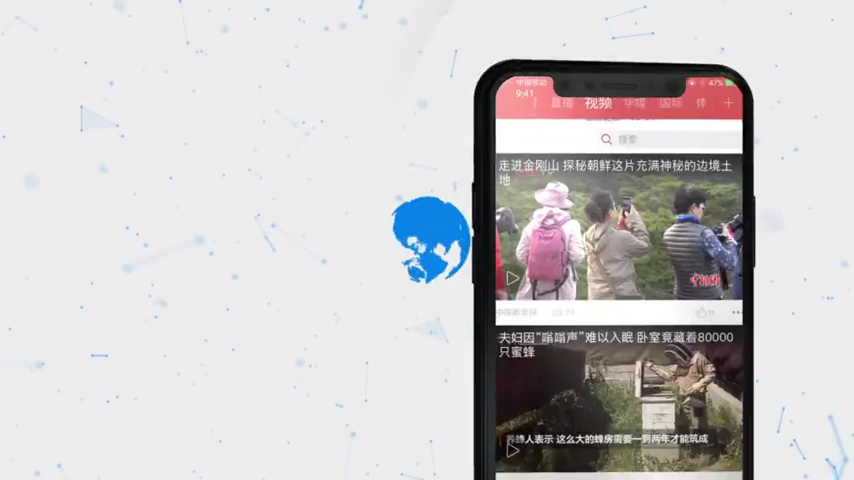 中国移动
9:41
47%
直播 视频 华媒 国际
搜索
走进金刚山 探秘朝鲜这片充满神秘的边境土
地
中新网
夫妇因“嗡嗡声”难以入眠 卧室竟藏着80000
只蜜蜂
养蜂人表示 这么大的蜂房需要一到两年才能筑成